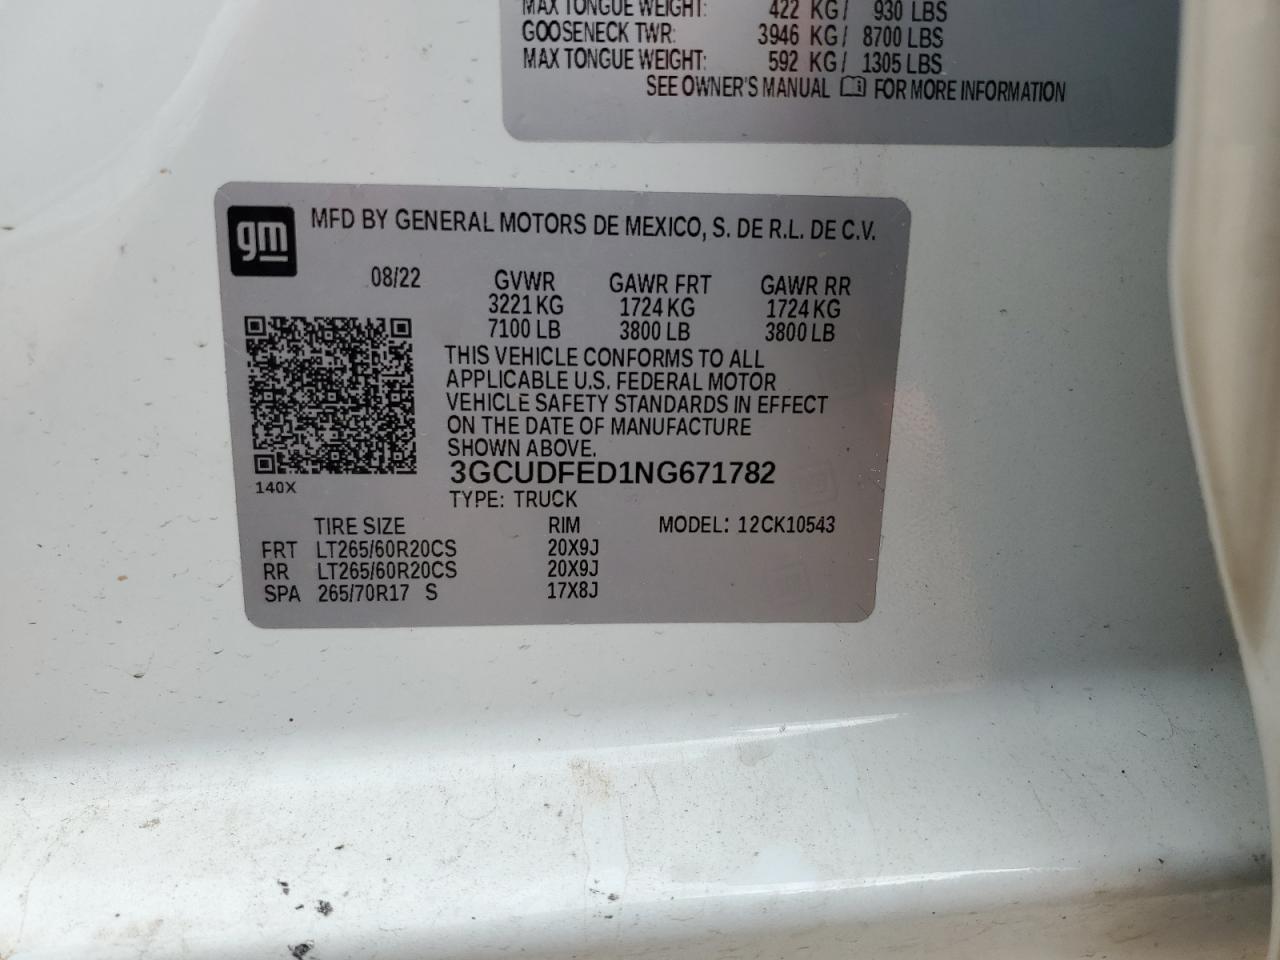 MAX TONGUE WEIGHT: 422 KG/ 930 LBS
GOOSENECK TWR: 3946 KG/ 8700 LBS
MAX TONGUE WEIGHT: 592 KG/ 1305 LBS
SEE OWNER'S MANUAL FOR MORE INFORMATION
gm
MFD BY GENERAL MOTORS DE MEXICO, S. DE R.L. DE C.V.
08/22 GVWR GAWR FRT GAWR RR
3221 KG 1724 KG 1724 KG
7100 LB 3800 LB 3800 LB
THIS VEHICLE CONFORMS TO ALL
APPLICABLE U.S. FEDERAL MOTOR
VEHICLE SAFETY STANDARDS IN EFFECT
ON THE DATE OF MANUFACTURE
SHOWN ABOVE.
3GCUDFED1NG671782
140X
TYPE: TRUCK
TIRE SIZE RIM MODEL: 12CK10543
FRT LT265/60R20CS 20X9J
RR LT265/60R20CS 20X9J
SPA 265/70R17 S 17X8J